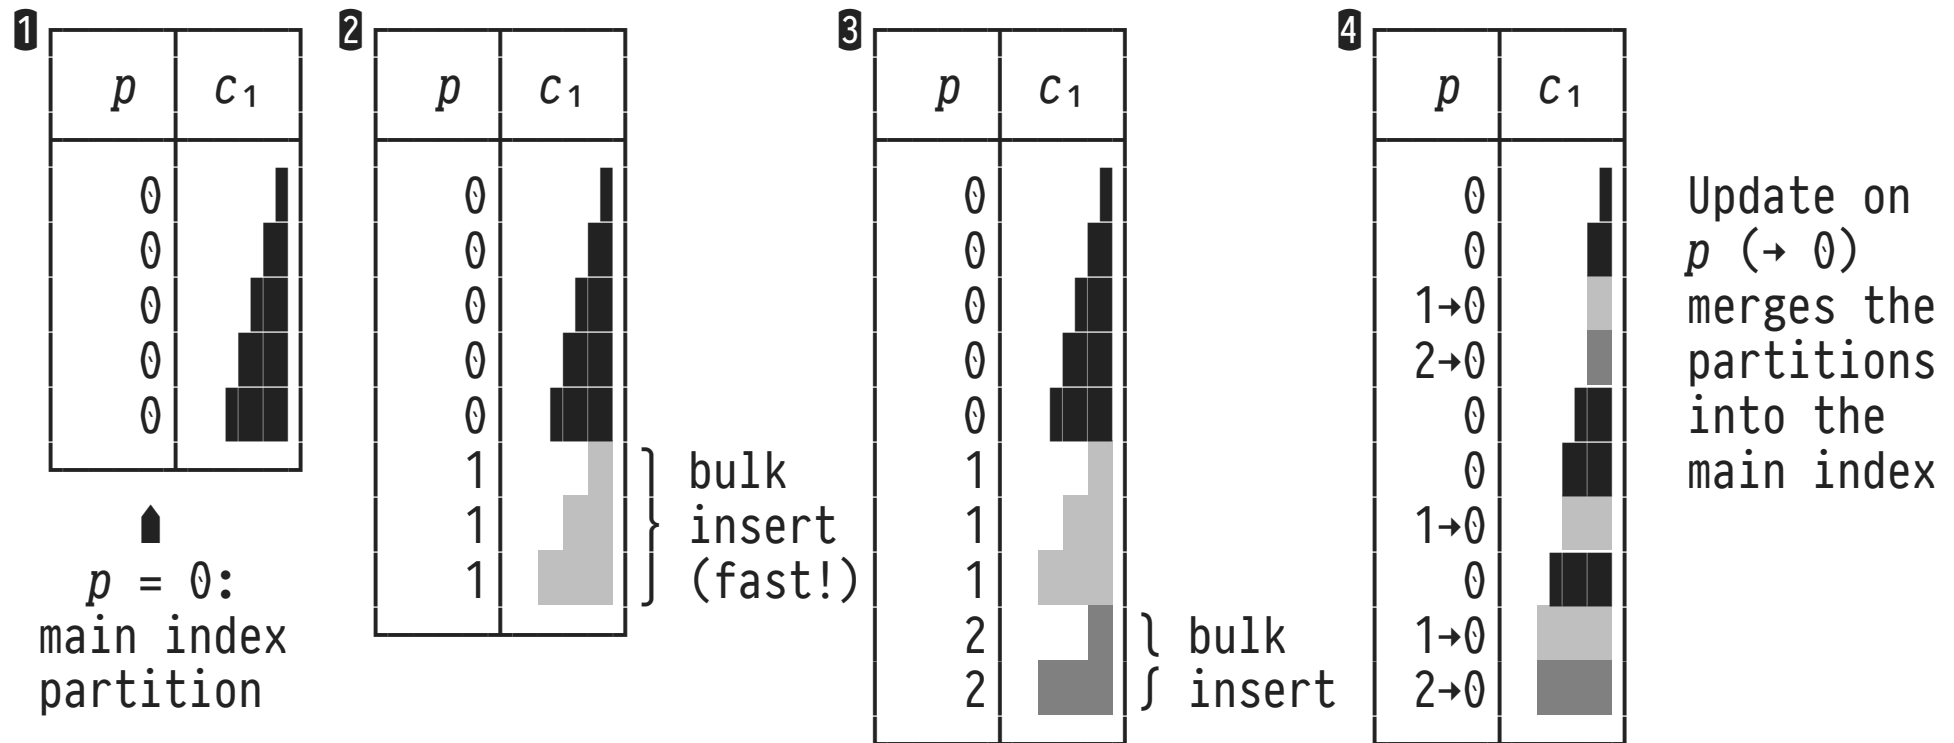 1
p c₁
0
0
0
0
0
p = 0:
main index
partition
2
p c₁
0
0
0
0
0
1
1
1
} bulk
insert
(fast!)
3
p c₁
0
0
0
0
0
1
1
1
2
2
} bulk
insert
4
p c₁
0
0
1→0
2→0
0
0
1→0
0
1→0
2→0
Update on
p (→ 0)
merges the
partitions
into the
main index